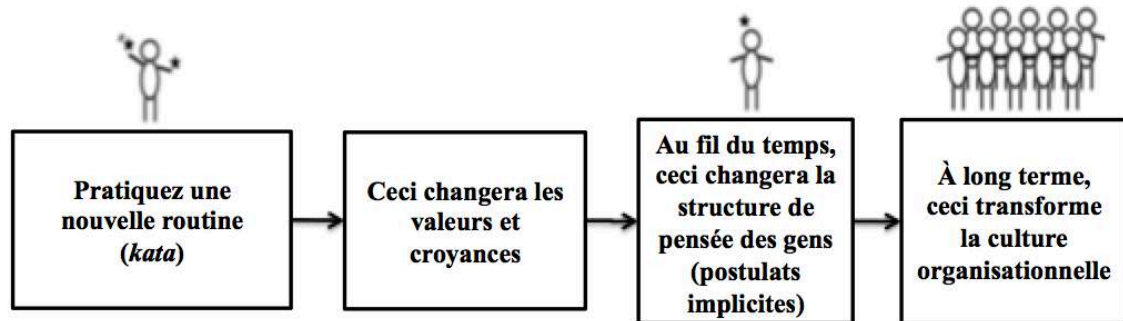 Pratiquez une
nouvelle routine
(kata)
Ceci changera les
valeurs et
croyances
Au fil du temps,
ceci changera la
structure de
pensée des gens
(postulats
implicites)
À long terme,
ceci transforme
la culture
organisationnelle